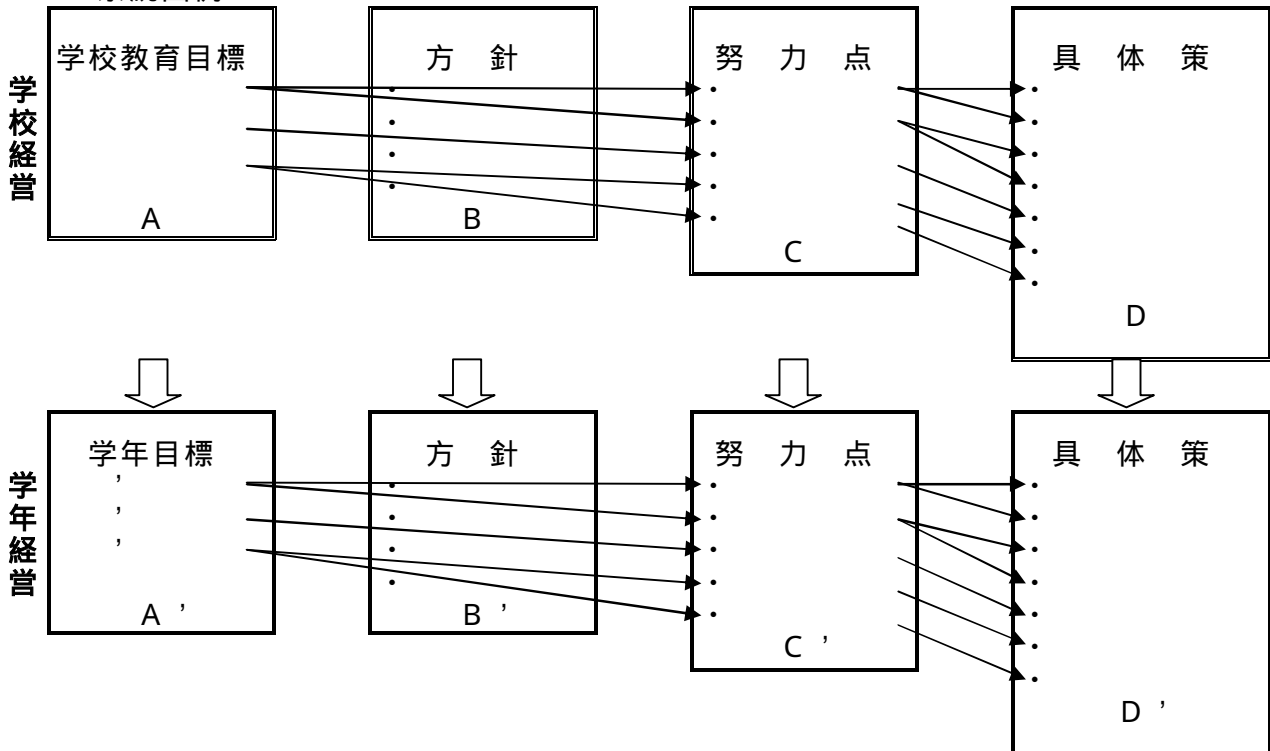 学校経営
学校教育目標
A
方 針
・
・
・
・
B
努 力 点
・
・
・
・
・
C
具 体 策
・
・
・
・
・
・
・
D
学年経営
学年目標
’
’
’
A ’
方 針
・
・
・
・
B ’
努 力 点
・
・
・
・
・
C ’
具 体 策
・
・
・
・
・
・
・
D ’